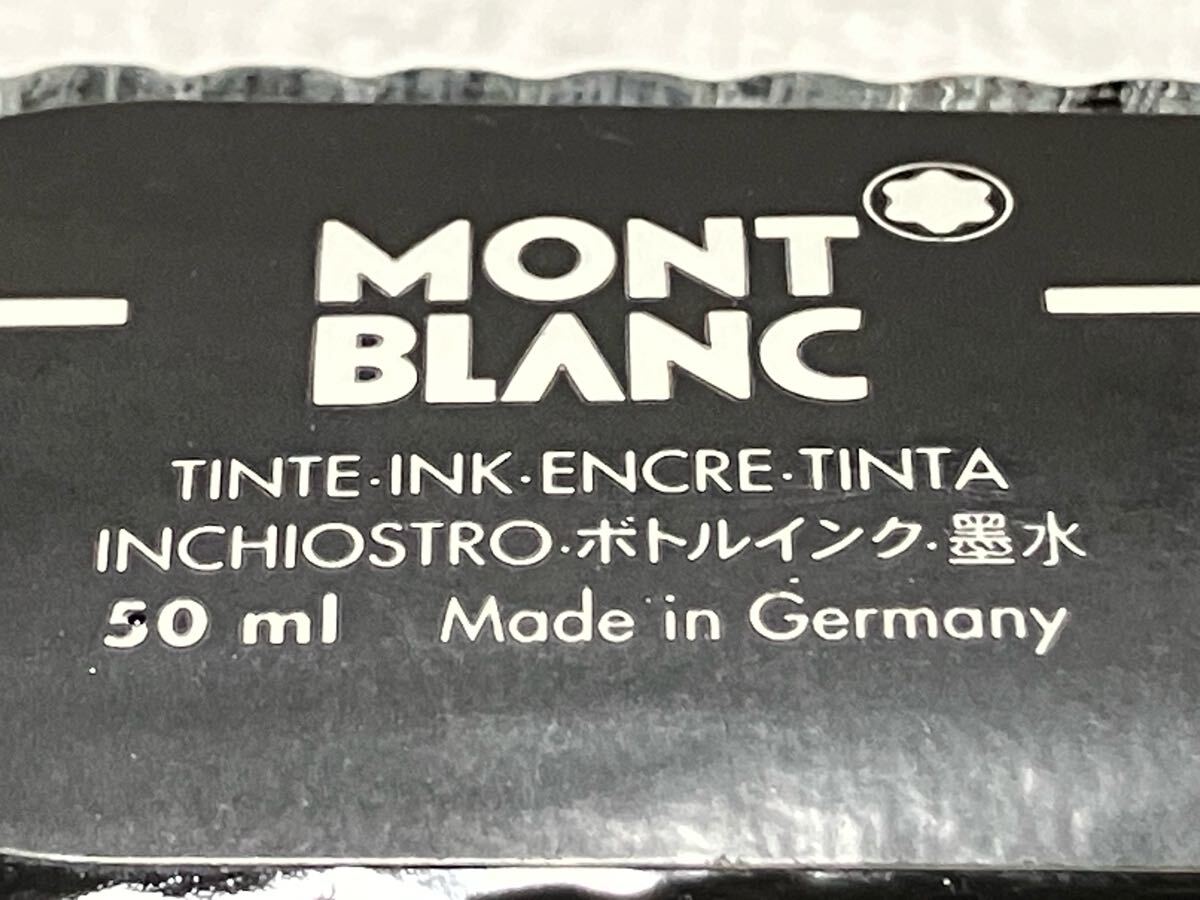 MONT
BLANC
TINTE·INK·ENCRE·TINTA
INCHIOSTRO·ボトルインク·墨水
50 ml Made in Germany